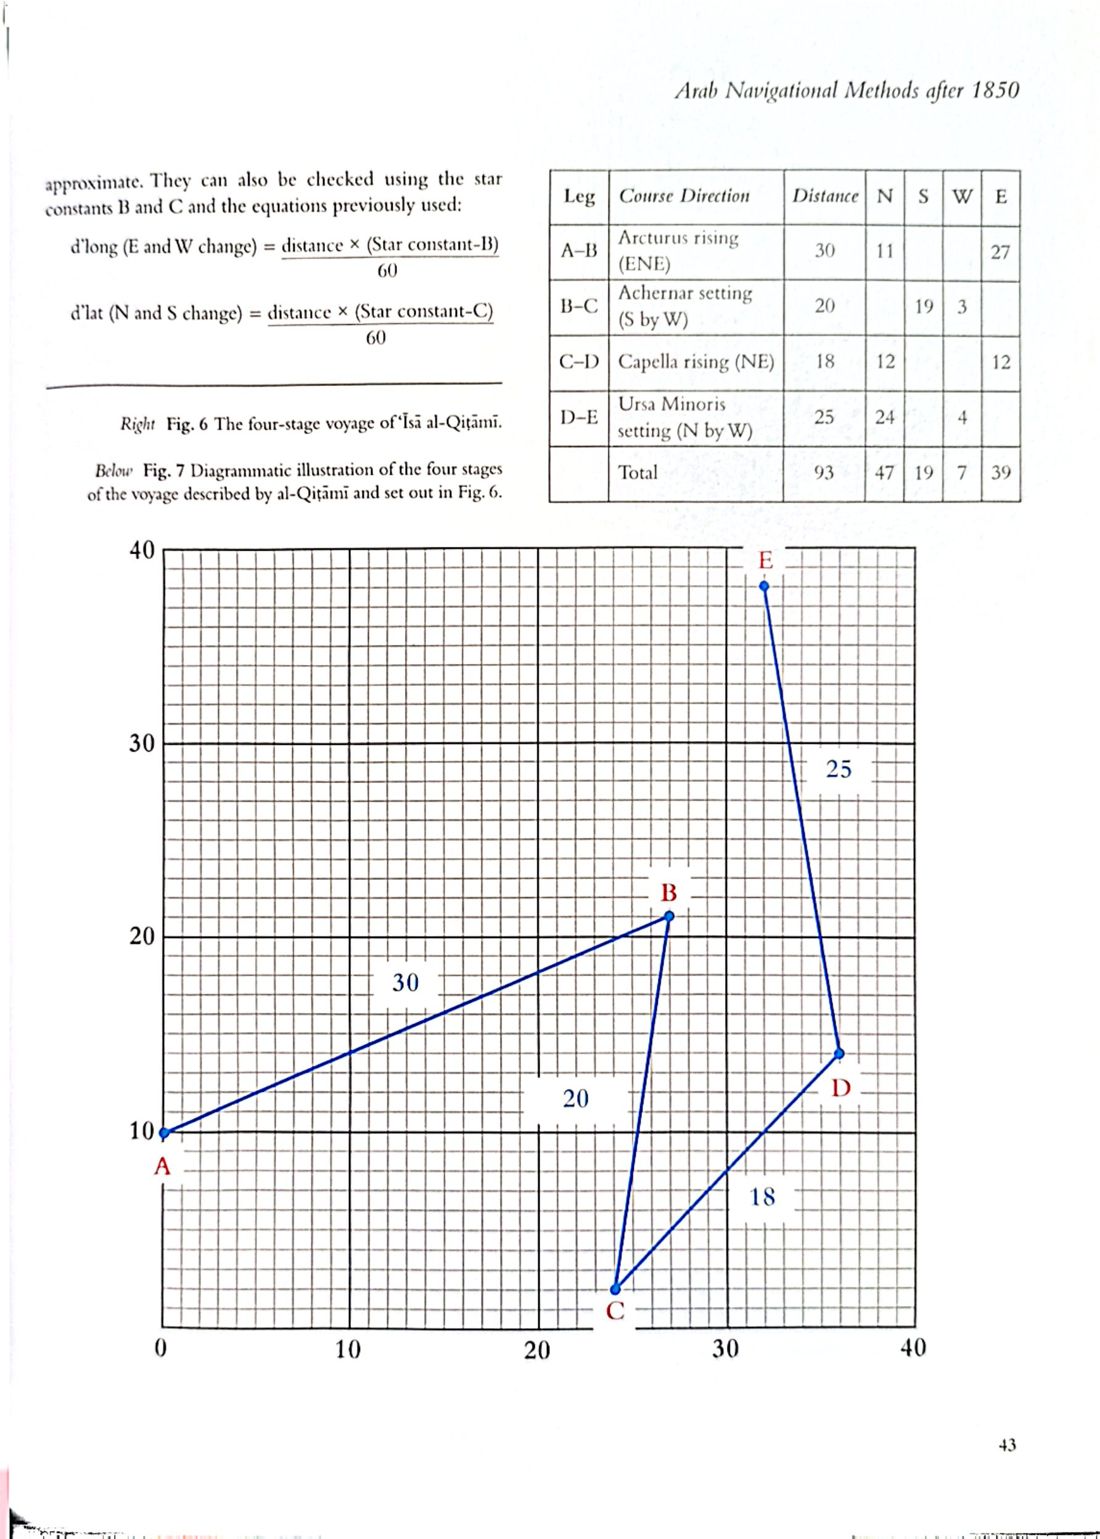 Arab Navigational Methods after 1850
approximate. They can also be checked using the star
constants B and C and the equations previously used:
d'long (E and W change) = distance × (Star constant-B)
60
d'lat (N and S change) = distance × (Star constant-C)
60
Right Fig. 6 The four-stage voyage of ʿĪsā al-Qiṭāmī.
Below Fig. 7 Diagrammatic illustration of the four stages
of the voyage described by al-Qiṭāmī and set out in Fig. 6.
Leg Course Direction Distance N S W E
A–B Arcturus rising (ENE) 30 11 27
B–C Achernar setting (S by W) 20 19 3
C–D Capella rising (NE) 18 12 12
D–E Ursa Minoris setting (N by W) 25 24 4
Total 93 47 19 7 39
40
E
30
25
B
20
30
20
D
10
A
18
C
0 10 20 30 40
43